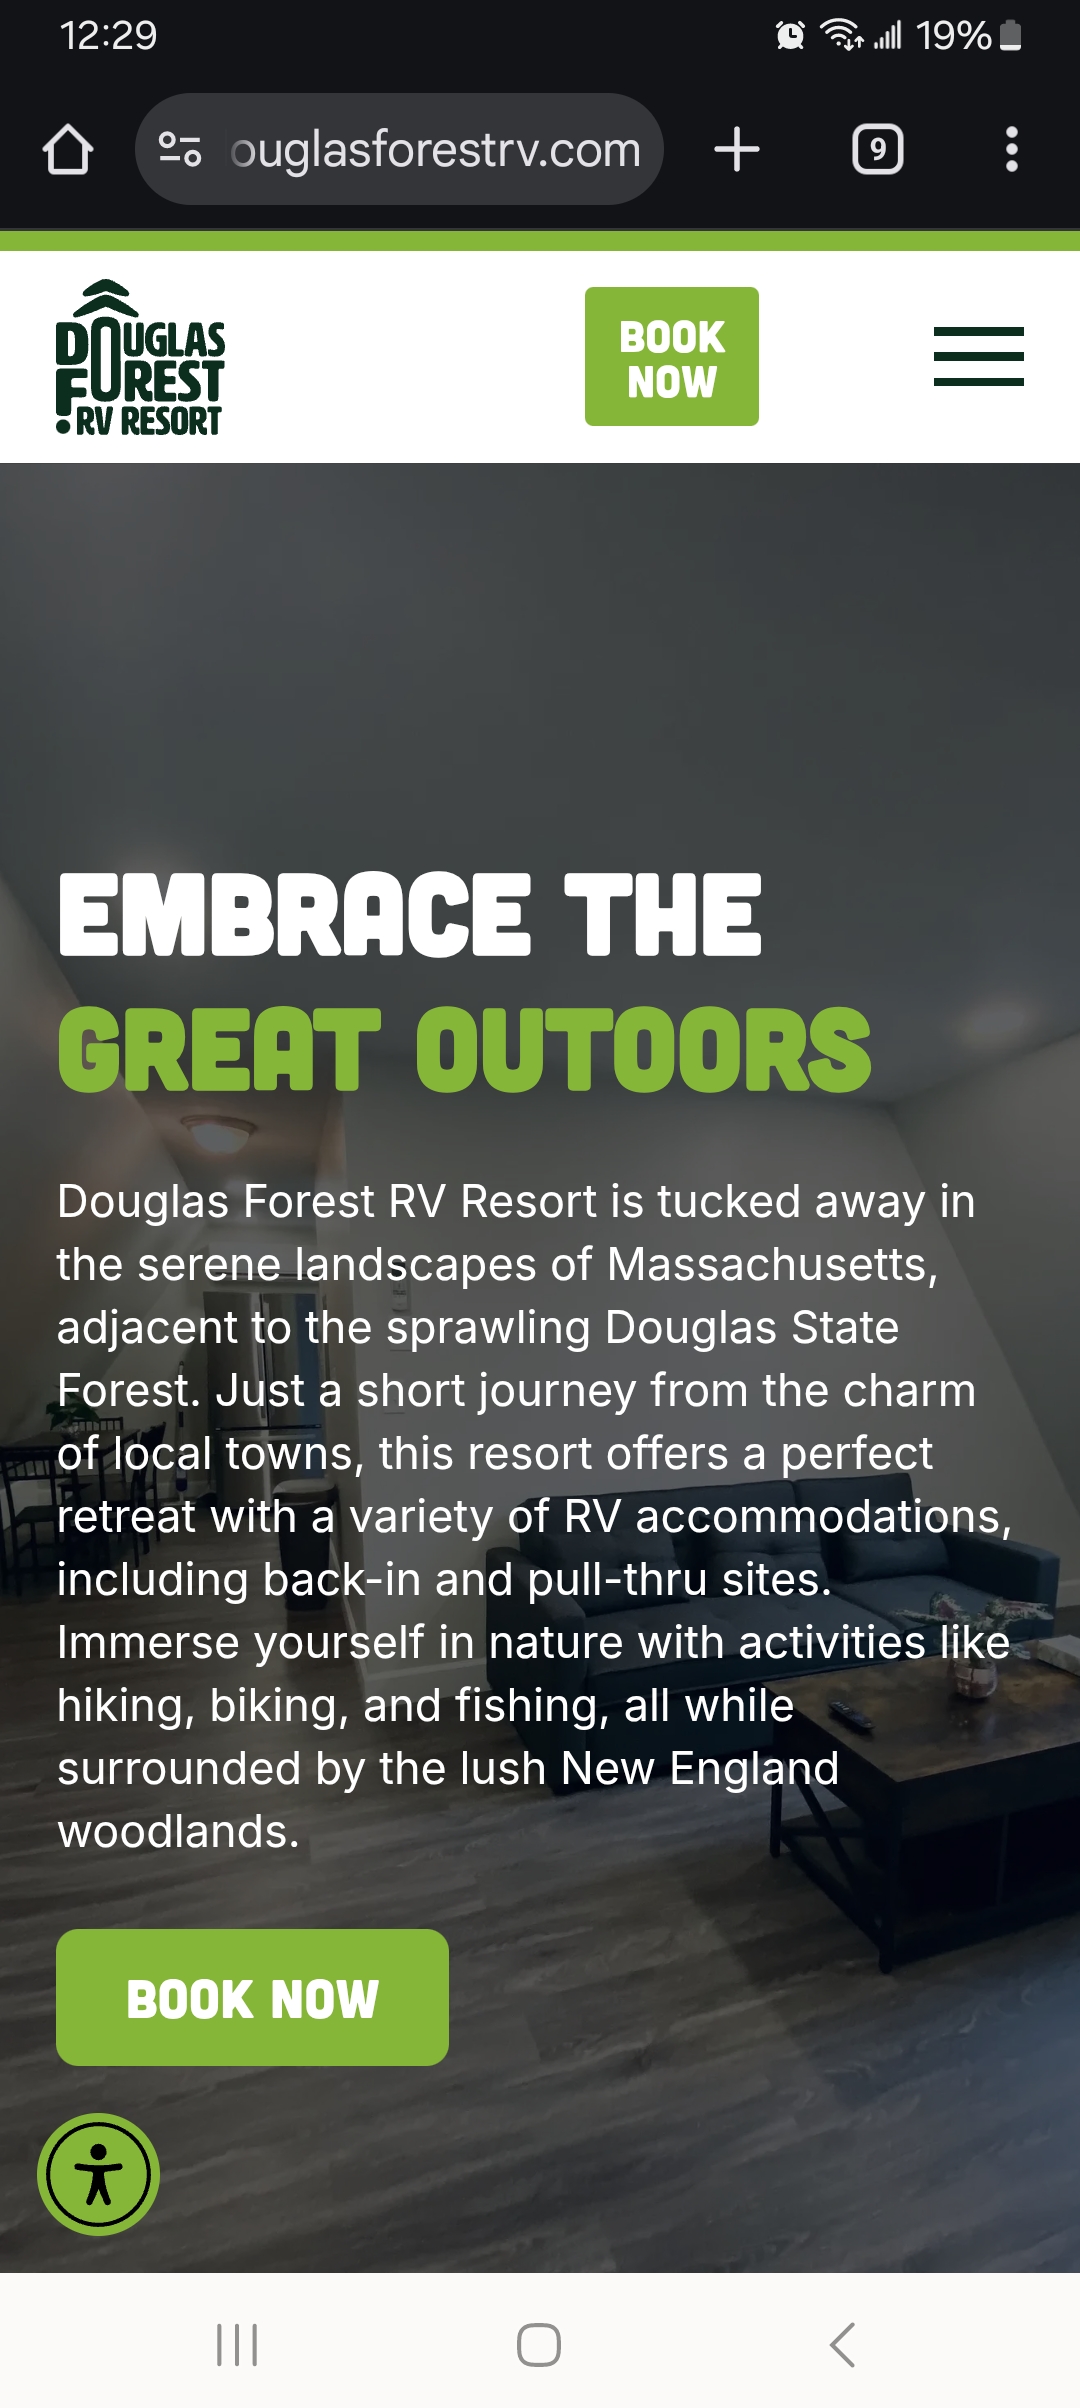 12:29
19%
ouglasforestrv.com
9
DOUGLAS
FOREST
RV RESORT
BOOK
NOW
EMBRACE THE
GREAT OUTOORS
Douglas Forest RV Resort is tucked away in
the serene landscapes of Massachusetts,
adjacent to the sprawling Douglas State
Forest. Just a short journey from the charm
of local towns, this resort offers a perfect
retreat with a variety of RV accommodations,
including back-in and pull-thru sites.
Immerse yourself in nature with activities like
hiking, biking, and fishing, all while
surrounded by the lush New England
woodlands.
BOOK NOW